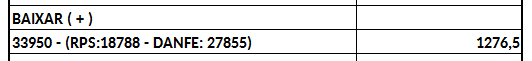 BAIXAR ( + )
33950 - (RPS:18788 - DANFE: 27855) 1276,5